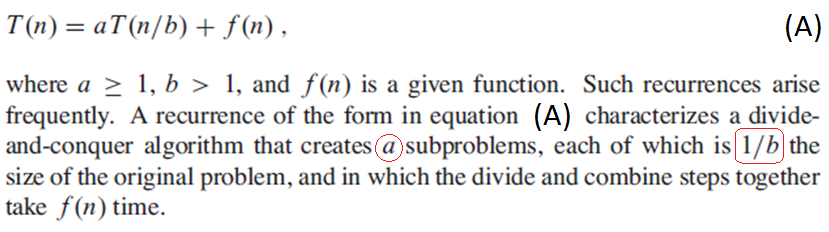 T(n) = aT(n/b) + f(n) , (A)
where a ≥ 1, b > 1, and f(n) is a given function. Such recurrences arise
frequently. A recurrence of the form in equation (A) characterizes a divide-
and-conquer algorithm that creates a subproblems, each of which is 1/b the
size of the original problem, and in which the divide and combine steps together
take f(n) time.